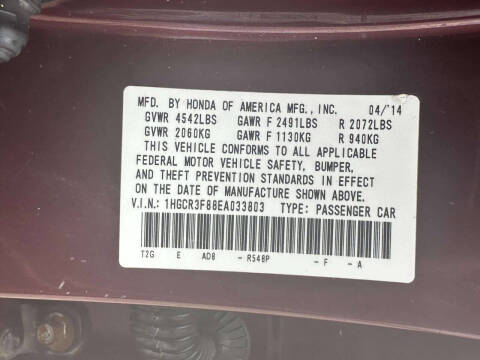 MFD. BY HONDA OF AMERICA MFG., INC. 04/'14
GVWR 4542LBS GAWR F 2491LBS R 2072LBS
GVWR 2060KG GAWR F 1130KG R 940KG
THIS VEHICLE CONFORMS TO ALL APPLICABLE
FEDERAL MOTOR VEHICLE SAFETY, BUMPER,
AND THEFT PREVENTION STANDARDS IN EFFECT
ON THE DATE OF MANUFACTURE SHOWN ABOVE.
V.I.N.: 1HGCR3F88EA033803 TYPE: PASSENGER CAR
T2G E AD8 - R548P - F - A